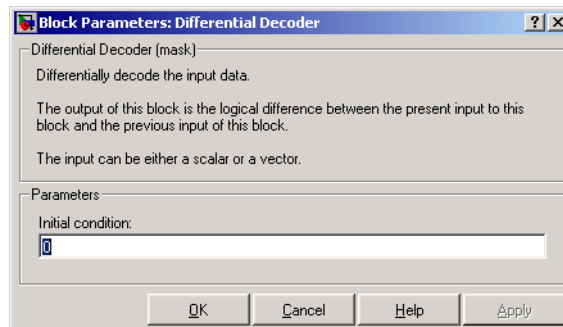 Block Parameters: Differential Decoder
? X
Differential Decoder (mask)
Differentially decode the input data.
The output of this block is the logical difference between the present input to this
block and the previous input of this block.
The input can be either a scalar or a vector.
Parameters
Initial condition:
0
OK Cancel Help Apply